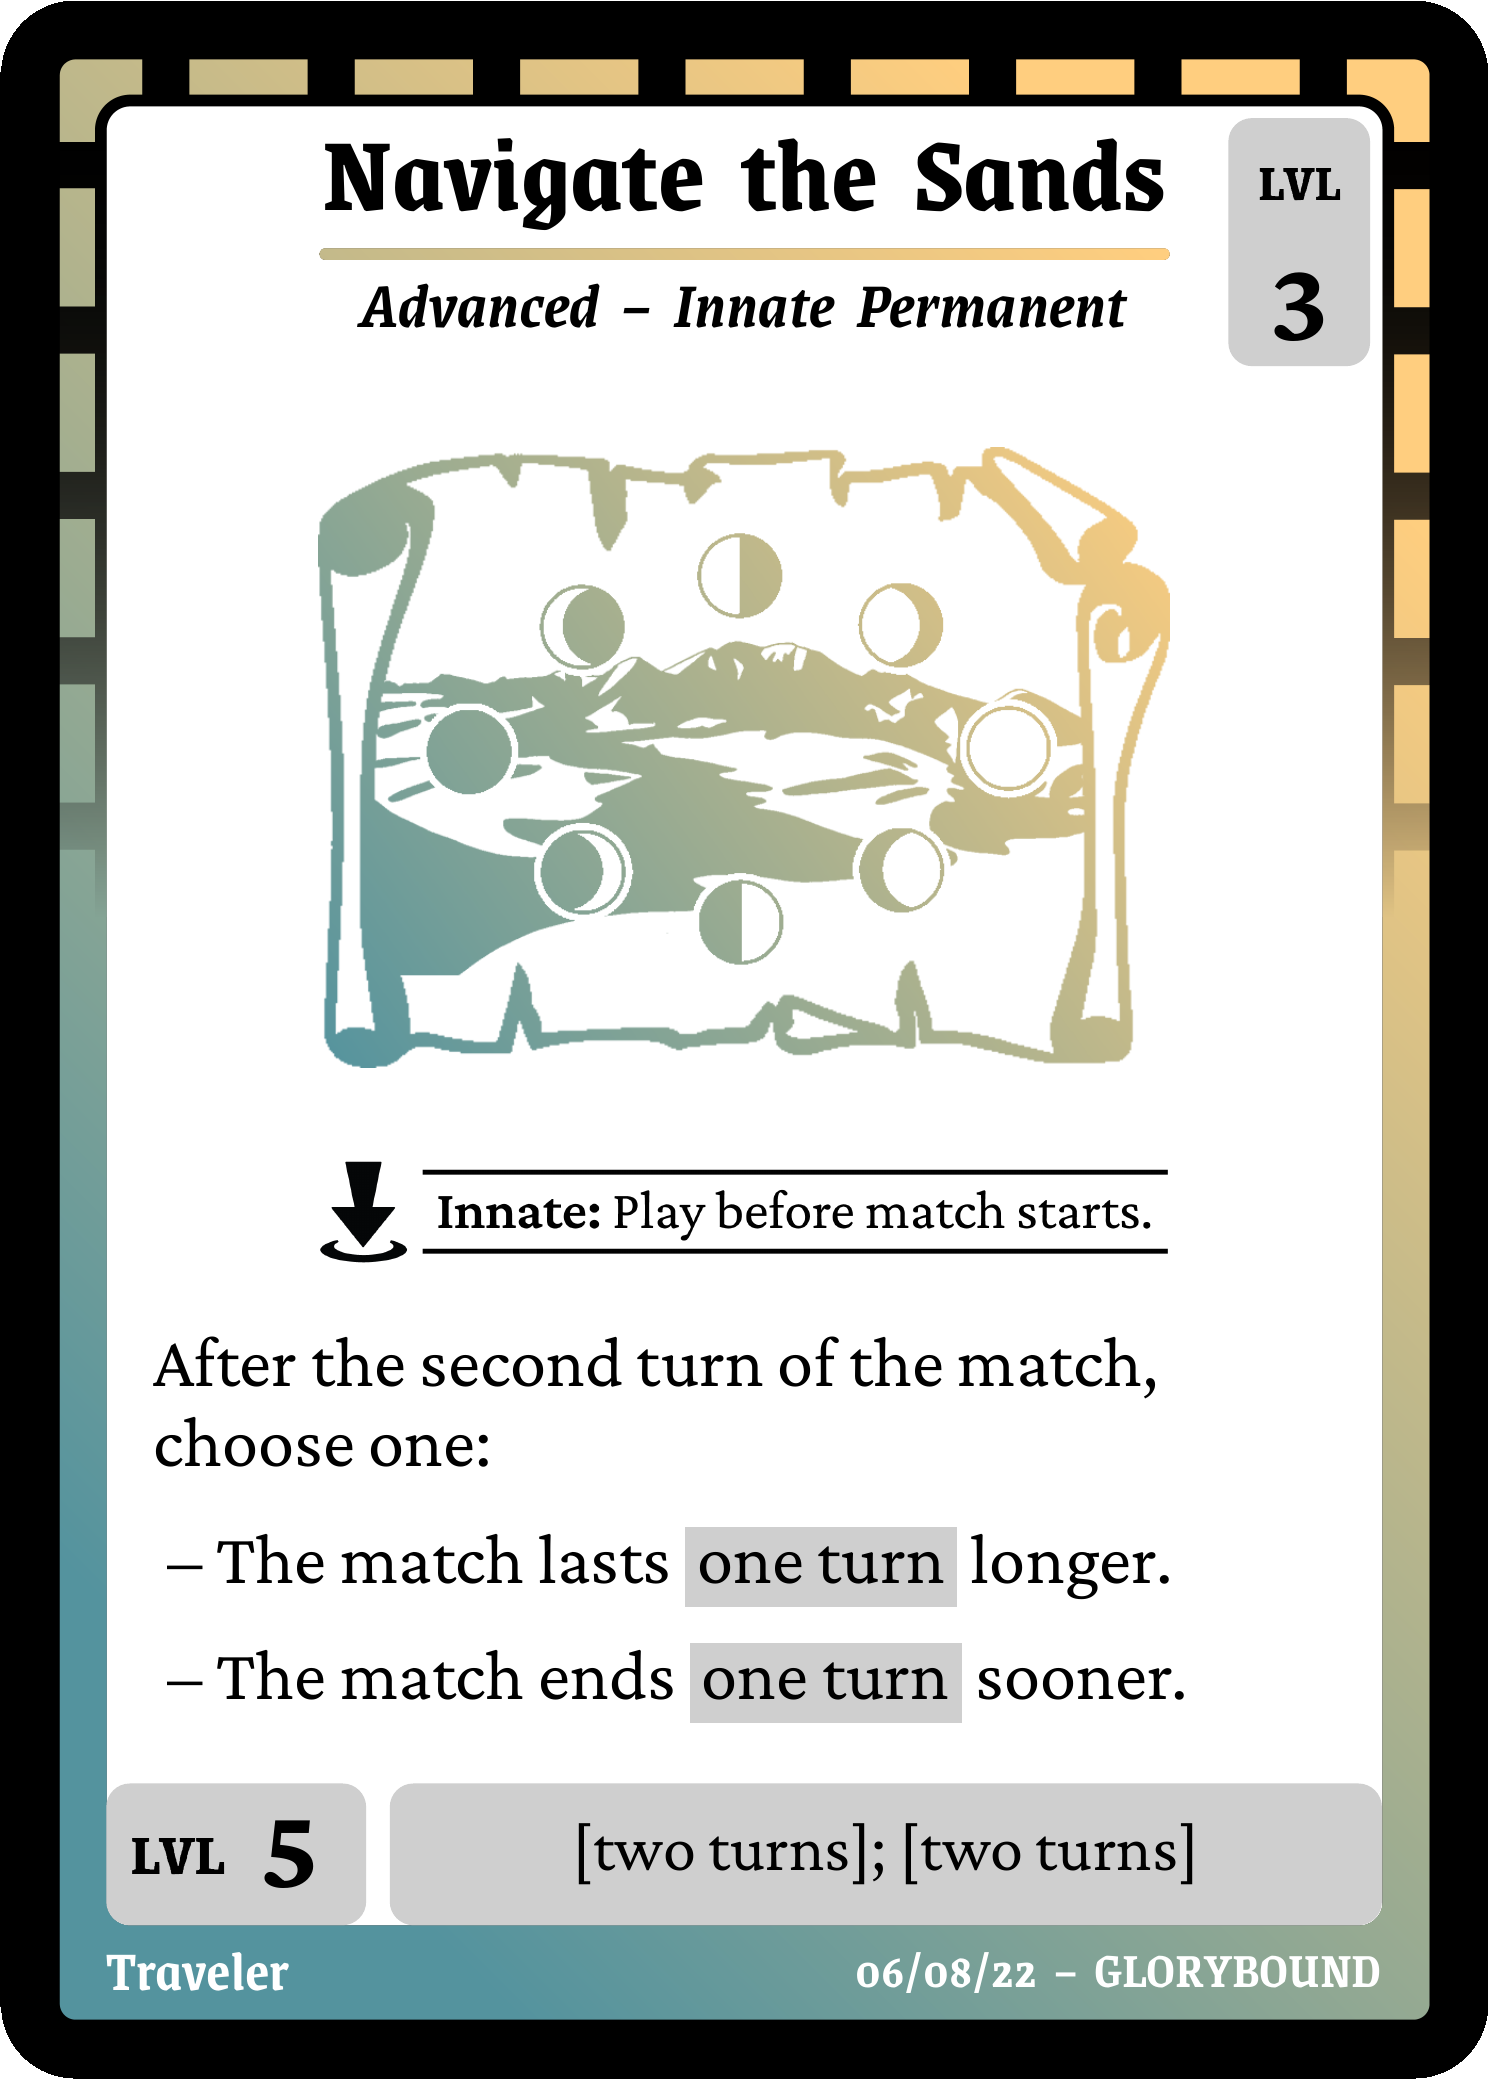 Navigate the Sands
LVL
3
Advanced – Innate Permanent
Innate: Play before match starts.
After the second turn of the match,
choose one:
– The match lasts one turn longer.
– The match ends one turn sooner.
LVL 5
[two turns]; [two turns]
Traveler
06/08/22 – GLORYBOUND